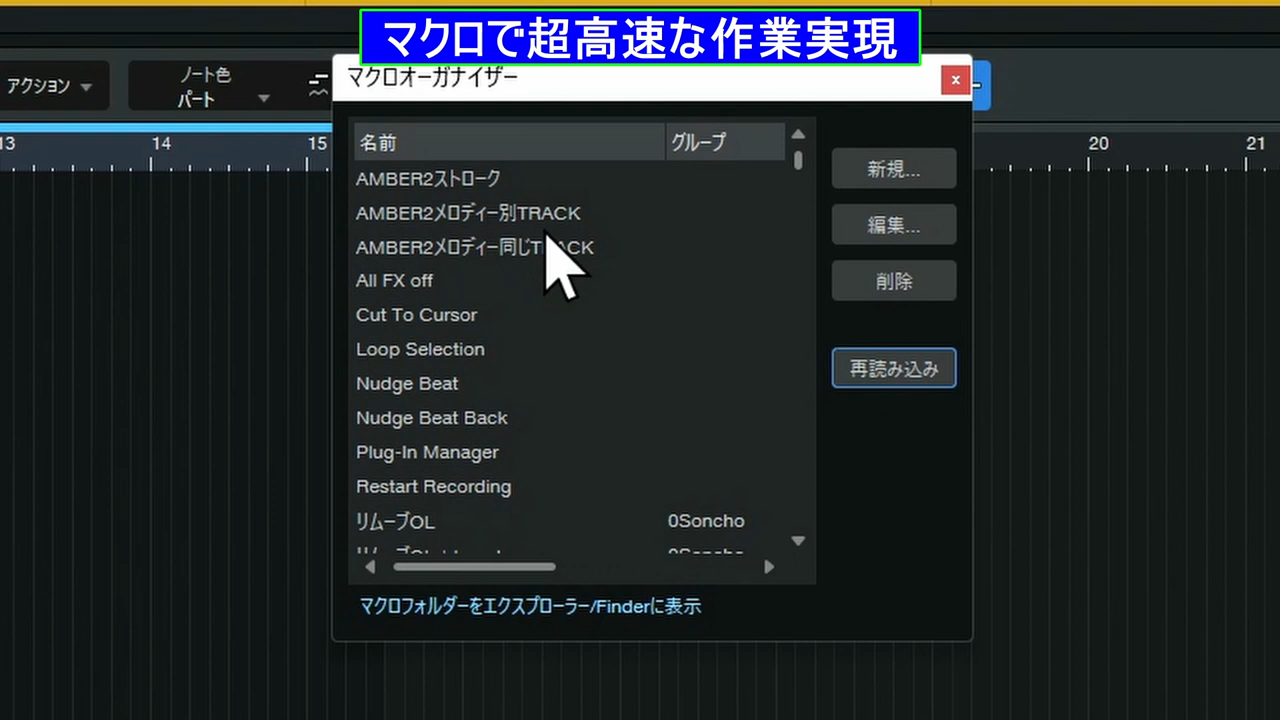 マクロで超高速な作業実現
マクロオーガナイザー
x
アクション
ノート色
パート
13
14
15
20
21
名前
グループ
AMBER2ストローク
AMBER2メロディー別TRACK
AMBER2メロディー同じTRACK
All FX off
Cut To Cursor
Loop Selection
Nudge Beat
Nudge Beat Back
Plug-In Manager
Restart Recording
リムーブOL
0Soncho
新規...
編集...
削除
再読み込み
マクロフォルダーをエクスプローラー/Finderに表示